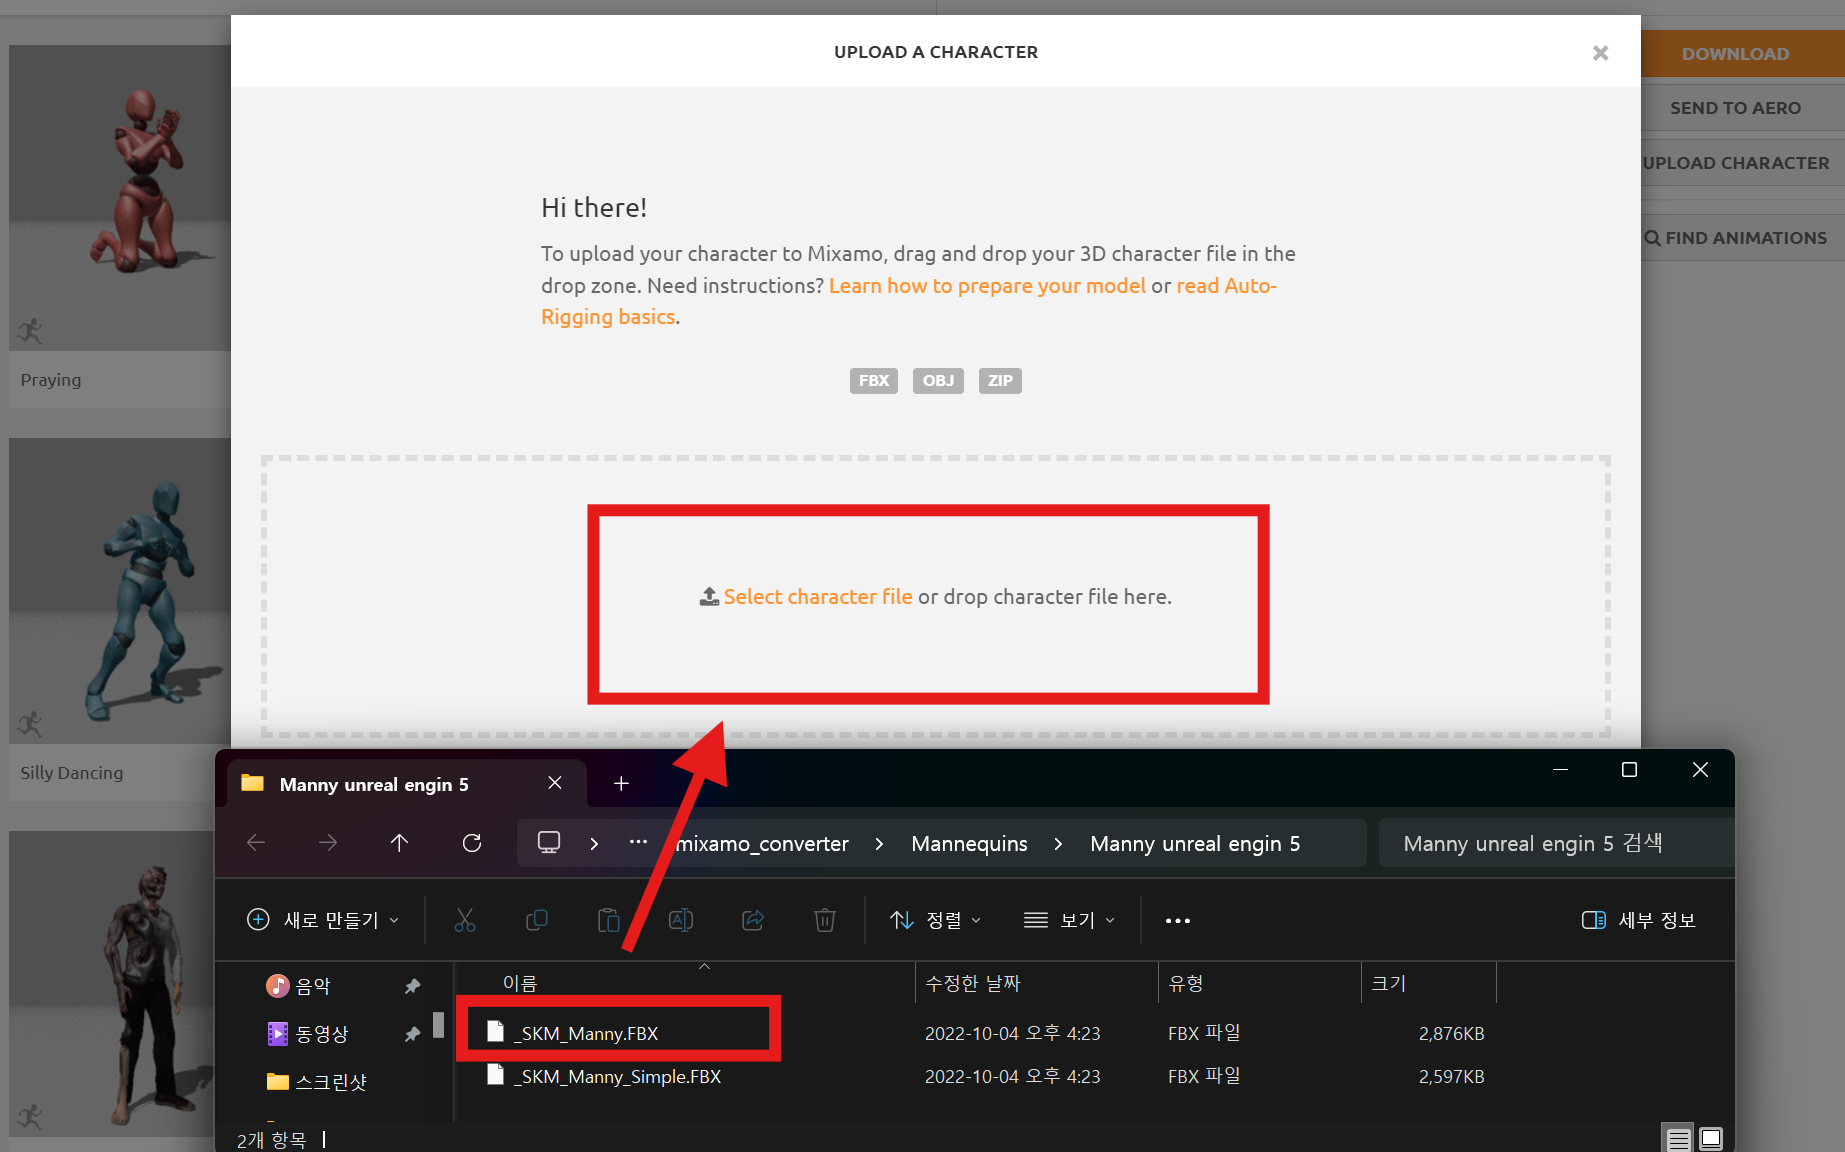 UPLOAD A CHARACTER
DOWNLOAD
SEND TO AERO
UPLOAD CHARACTER
FIND ANIMATIONS
Hi there!
To upload your character to Mixamo, drag and drop your 3D character file in the
drop zone. Need instructions? Learn how to prepare your model or read Auto-
Rigging basics.
FBX OBJ ZIP
Praying
Select character file or drop character file here.
Silly Dancing
Manny unreal engin 5
mixamo_converter > Mannequins > Manny unreal engin 5
Manny unreal engin 5 검색
새로 만들기
정렬
보기
세부 정보
음악
동영상
스크린샷
이름 수정한 날짜 유형 크기
_SKM_Manny.FBX 2022-10-04 오후 4:23 FBX 파일 2,876KB
_SKM_Manny_Simple.FBX 2022-10-04 오후 4:23 FBX 파일 2,597KB
2개 항목